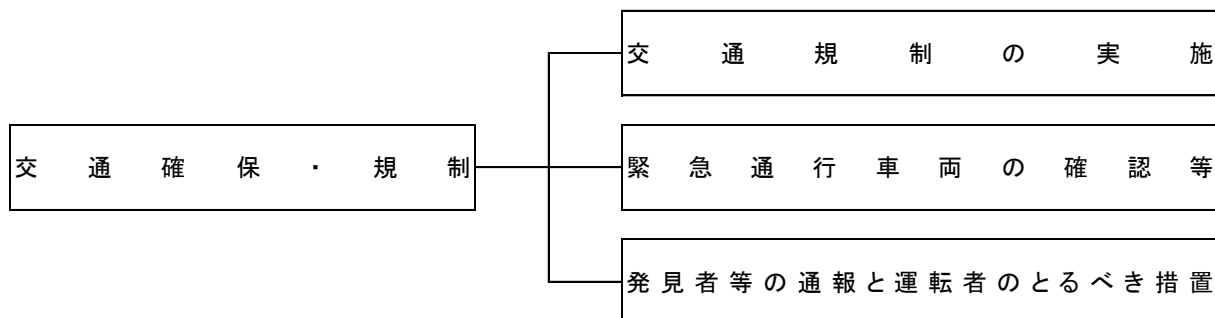 交通規制の実施
交通確保・規制
緊急通行車両の確認等
発見者等の通報と運転者のとるべき措置